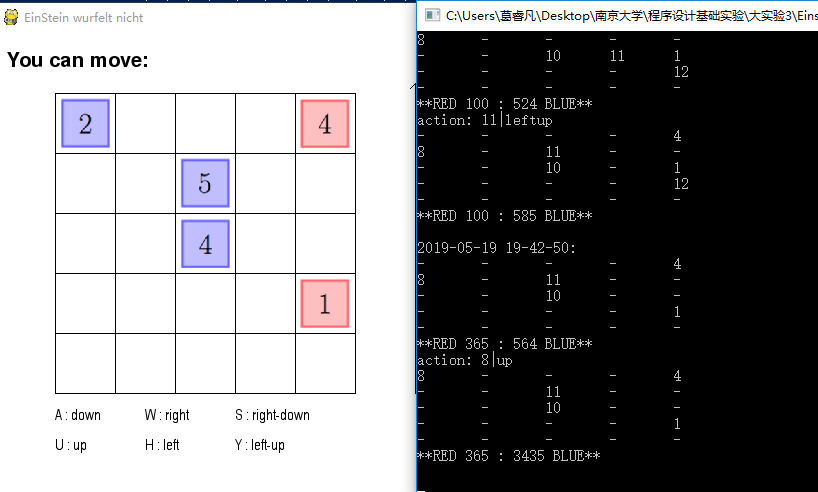 EinStein wurfelt nicht
You can move:
2 4
5
4
1
A : down W : right S : right-down
U : up H : left Y : left-up
C:\Users\葛睿凡\Desktop\南京大学\程序设计基础实验\大实验3\Eins
8 - - - -
- - 10 11 1
- - - - 12
- - - - -
**RED 100 : 524 BLUE**
action: 11|leftup
- - - - 4
8 - 11 - -
- - 10 - 1
- - - - 12
- - - - -
**RED 100 : 585 BLUE**
2019-05-19 19-42-50:
- - - - 4
8 - 11 - -
- - 10 - -
- - - - 1
- - - - -
**RED 365 : 564 BLUE**
action: 8|up
8 - - - 4
- - 11 - -
- - 10 - -
- - - - 1
- - - - -
**RED 365 : 3435 BLUE**